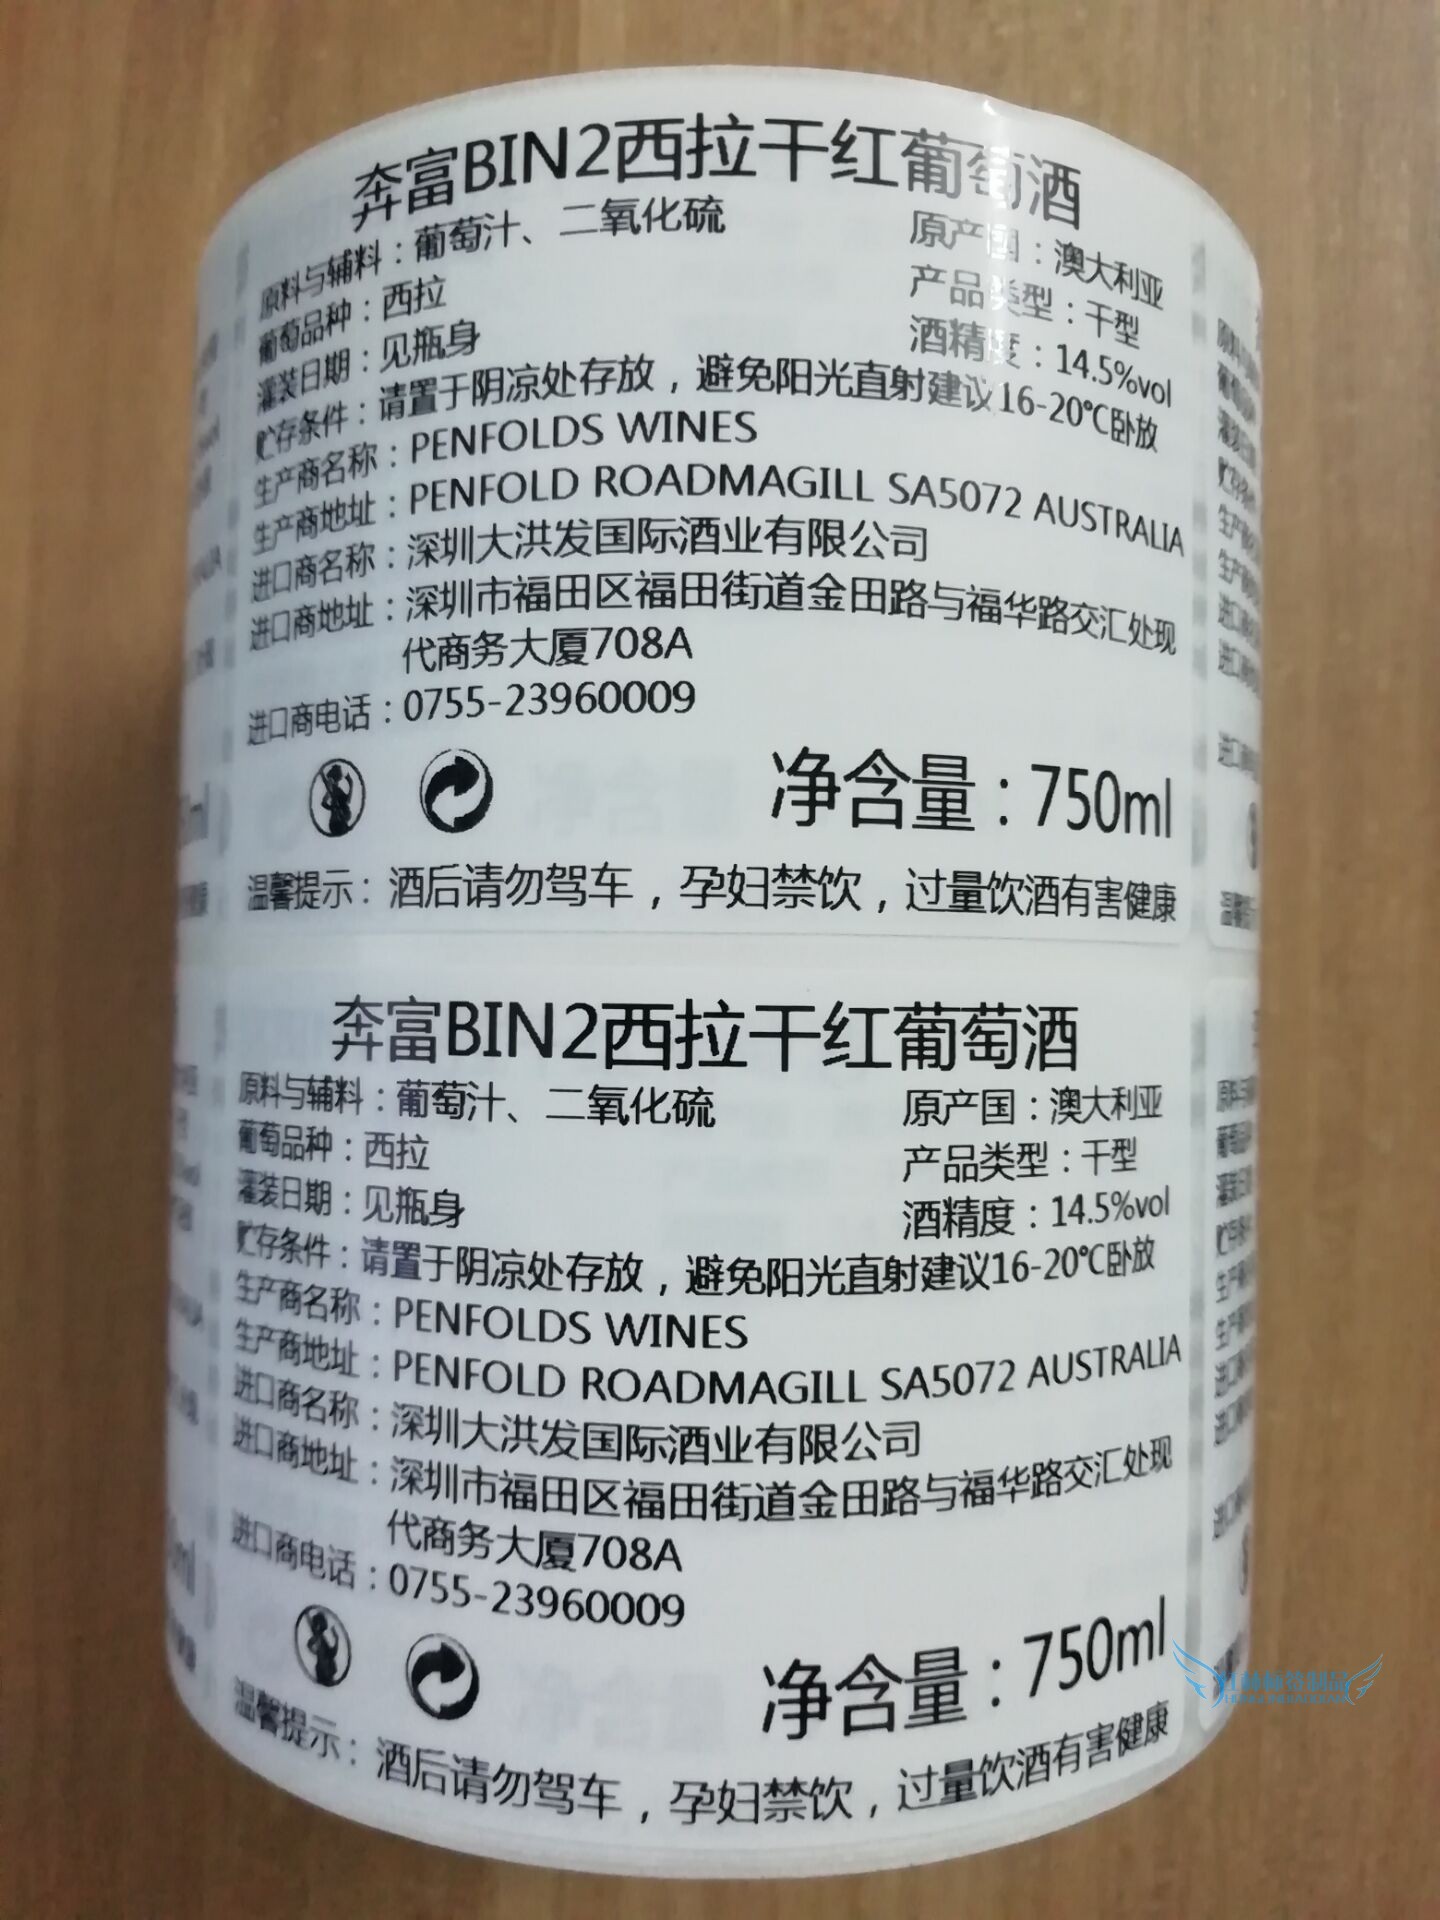 奔富BIN2西拉干红葡萄酒
原料与辅料：葡萄汁、二氧化硫
原产国：澳大利亚
葡萄品种：西拉
产品类型：干型
灌装日期：见瓶身
酒精度：14.5%vol
贮存条件：请置于阴凉处存放，避免阳光直射建议16-20℃卧放
生产商名称：PENFOLDS WINES
生产商地址：PENFOLD ROADMAGILL SA5072 AUSTRALIA
进口商名称：深圳大洪发国际酒业有限公司
进口商地址：深圳市福田区福田街道金田路与福华路交汇处现
代商务大厦708A
进口商电话：0755-23960009
净含量：750ml
温馨提示：酒后请勿驾车，孕妇禁饮，过量饮酒有害健康
奔富BIN2西拉干红葡萄酒
原料与辅料：葡萄汁、二氧化硫
原产国：澳大利亚
葡萄品种：西拉
产品类型：干型
灌装日期：见瓶身
酒精度：14.5%vol
贮存条件：请置于阴凉处存放，避免阳光直射建议16-20℃卧放
生产商名称：PENFOLDS WINES
生产商地址：PENFOLD ROADMAGILL SA5072 AUSTRALIA
进口商名称：深圳大洪发国际酒业有限公司
进口商地址：深圳市福田区福田街道金田路与福华路交汇处现
代商务大厦708A
进口商电话：0755-23960009
净含量：750ml
温馨提示：酒后请勿驾车，孕妇禁饮，过量饮酒有害健康